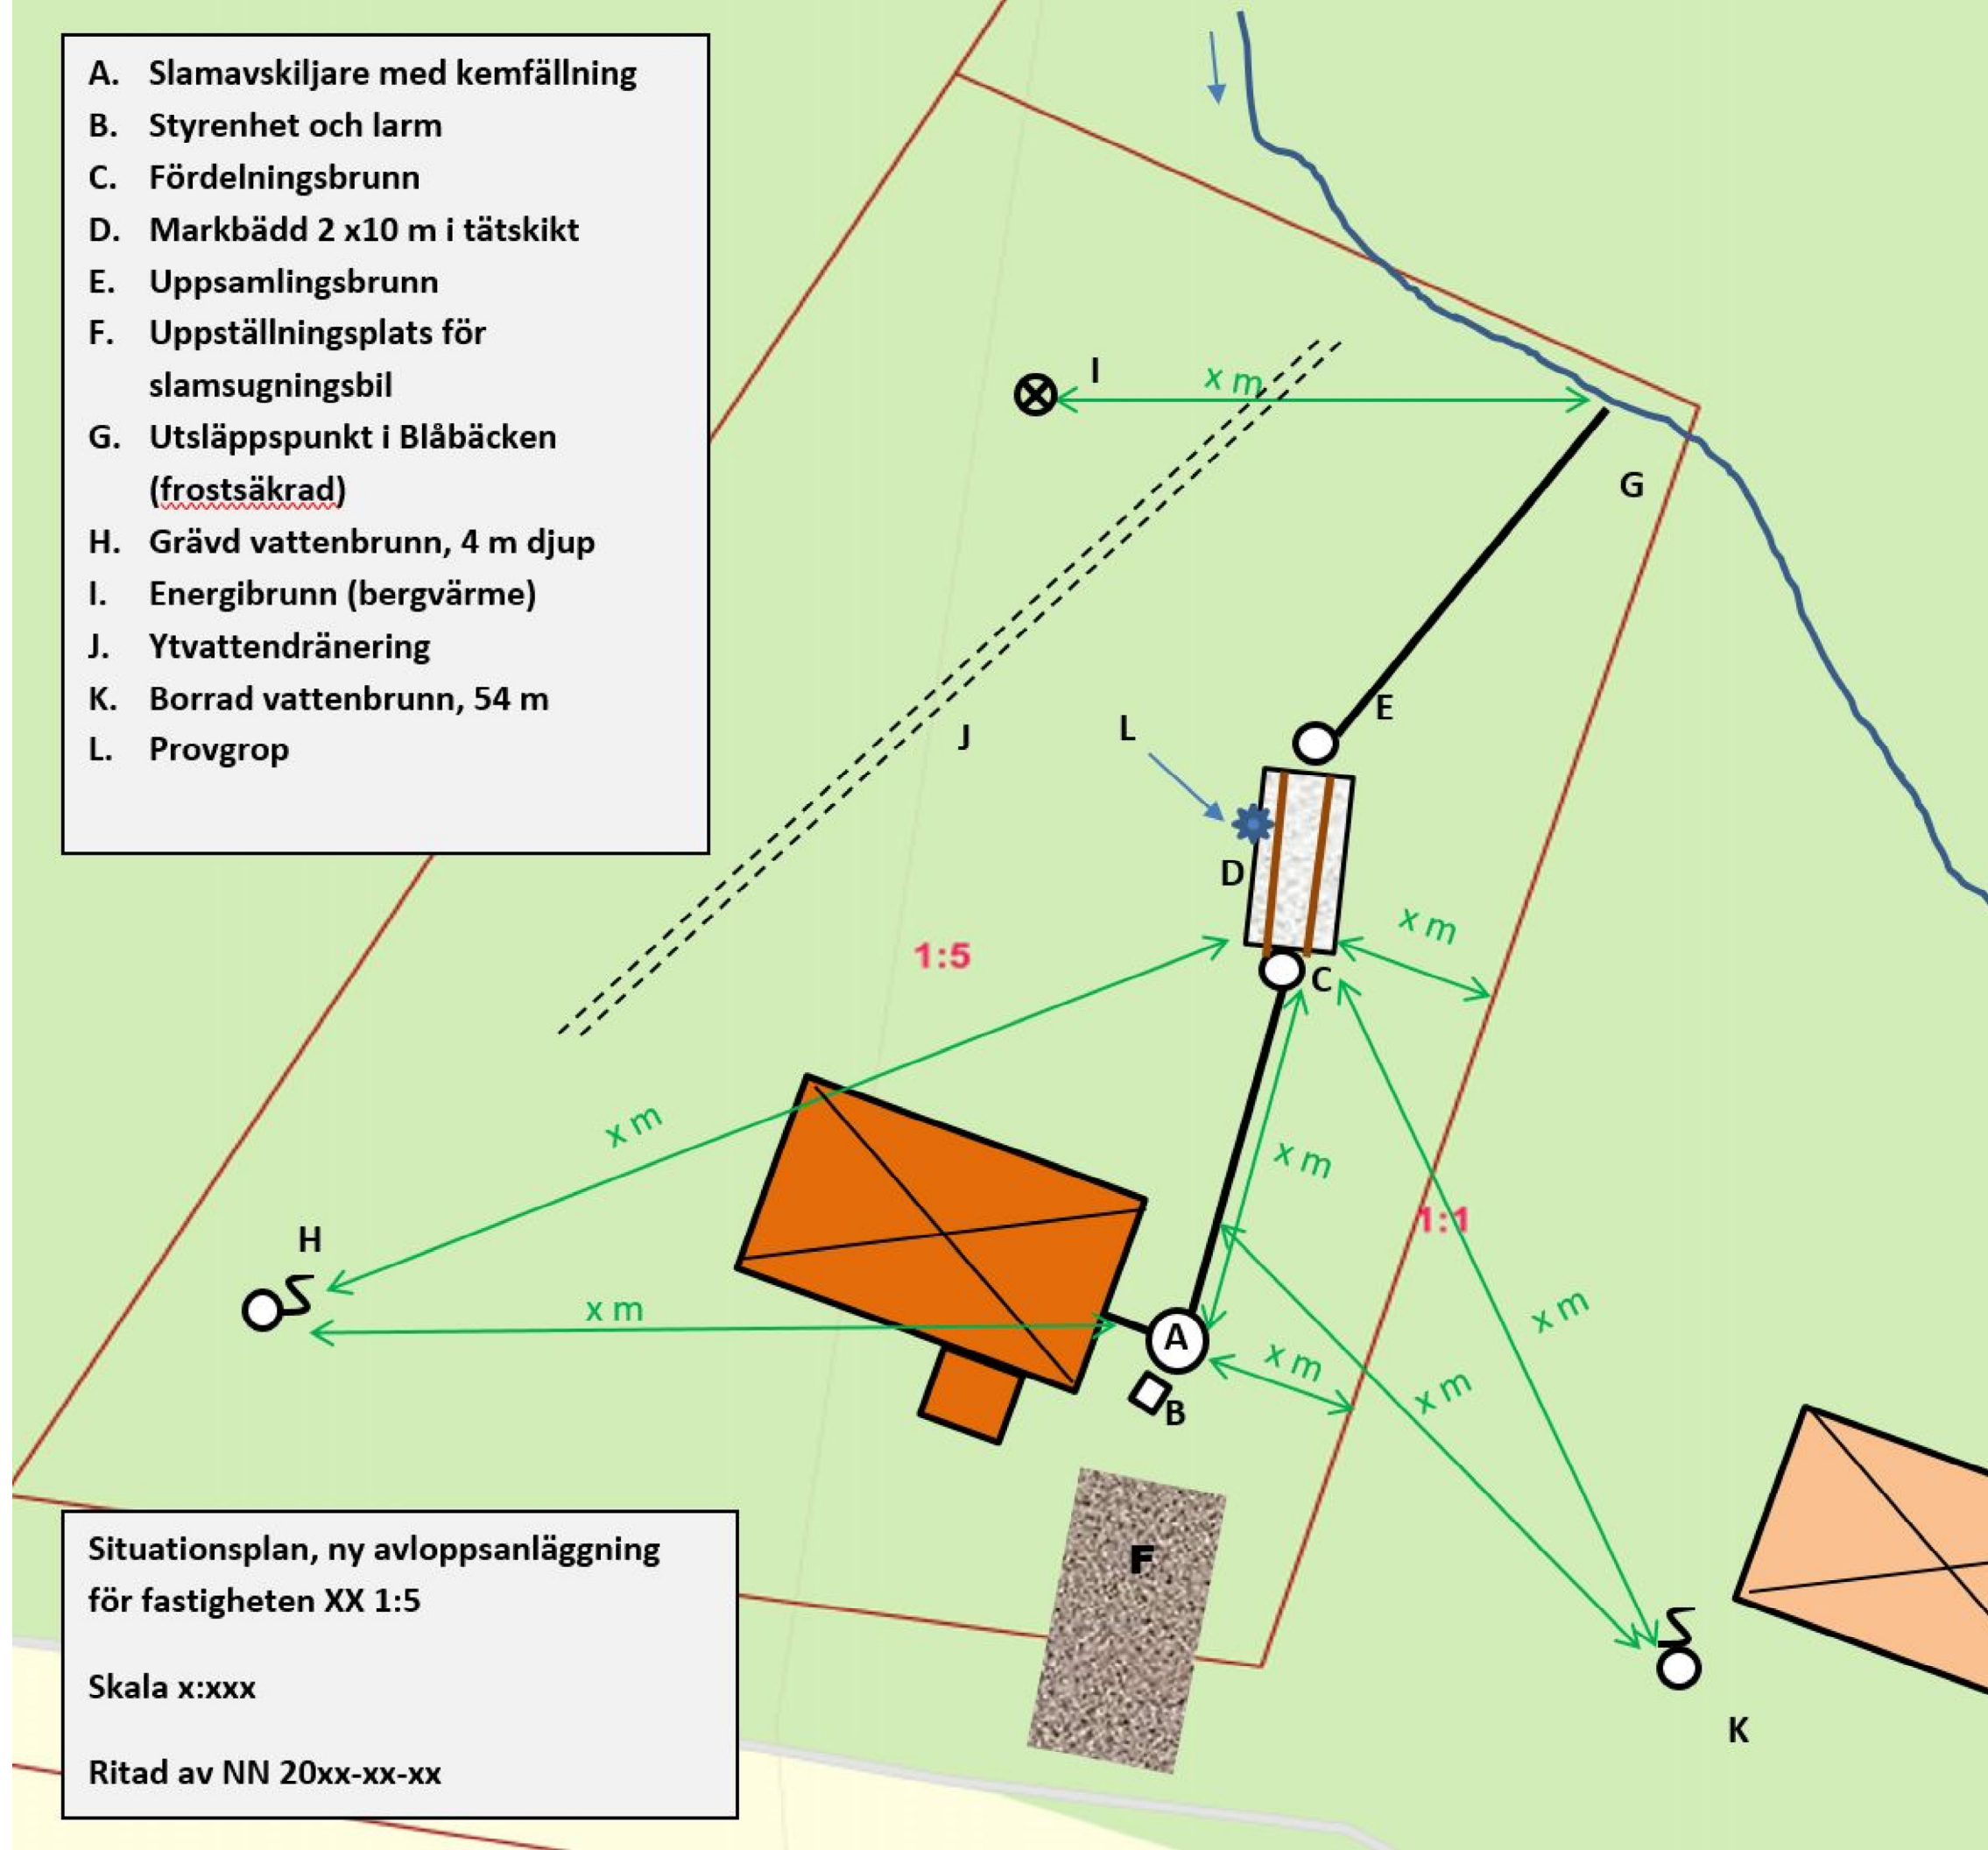 A. Slamavskiljare med kemfällning
B. Styrenhet och larm
C. Fördelningsbrunn
D. Markbädd 2 x10 m i tätskikt
E. Uppsamlingsbrunn
F. Uppställningsplats för
slamsugningsbil
G. Utsläppspunkt i Blåbäcken
(frostsäkrad)
H. Grävd vattenbrunn, 4 m djup
I. Energibrunn (bergvärme)
J. Ytvattendränering
K. Borrad vattenbrunn, 54 m
L. Provgrop
I
x m
G
E
L
J
D
x m
1:5
C
x m
x m
1:1
H
x m
x m
A
x m
x m
B
F
K
Situationsplan, ny avloppsanläggning
för fastigheten XX 1:5
Skala x:xxx
Ritad av NN 20xx-xx-xx